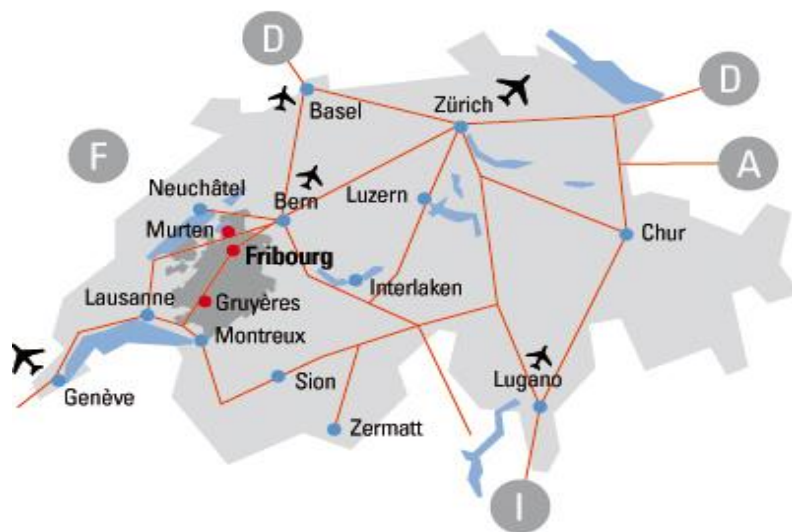 D
Basel
Zürich
D
F
A
Neuchâtel
Bern
Luzern
Murten
Chur
Fribourg
Interlaken
Lausanne
Gruyères
Montreux
Genève
Sion
Lugano
Zermatt
I